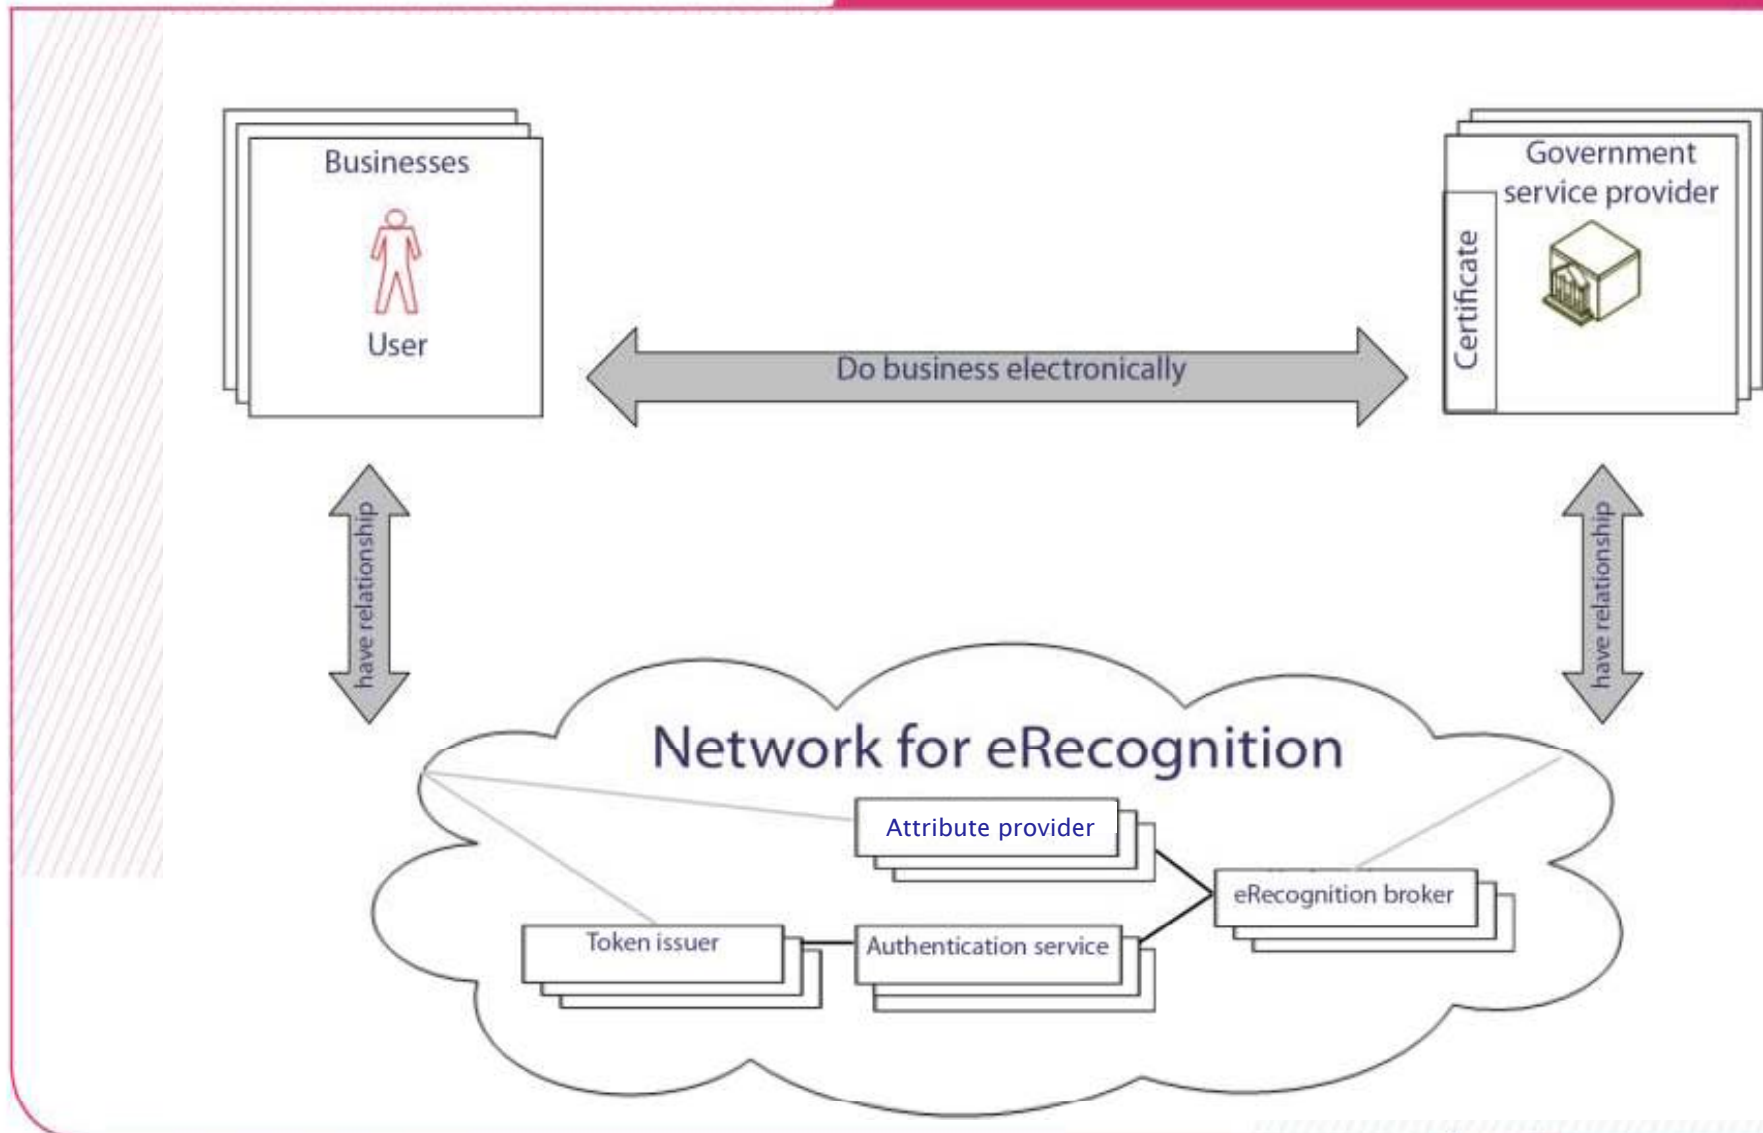 Businesses
User
Government
service provider
Certificate
Do business electronically
have relationship
have relationship
Network for eRecognition
Attribute provider
eRecognition broker
Token issuer
Authentication service